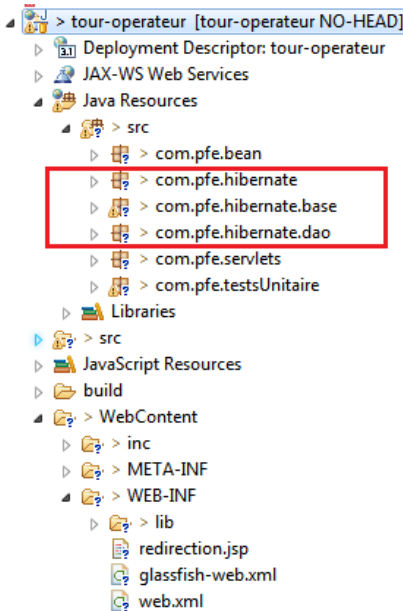 > tour-operateur [tour-operateur NO-HEAD]
3.1 Deployment Descriptor: tour-operateur
JAX-WS Web Services
Java Resources
> src
> com.pfe.bean
> com.pfe.hibernate
> com.pfe.hibernate.base
> com.pfe.hibernate.dao
> com.pfe.servlets
> com.pfe.testsUnitaire
Libraries
> src
JavaScript Resources
build
> WebContent
> inc
> META-INF
> WEB-INF
> lib
redirection.jsp
glassfish-web.xml
web.xml